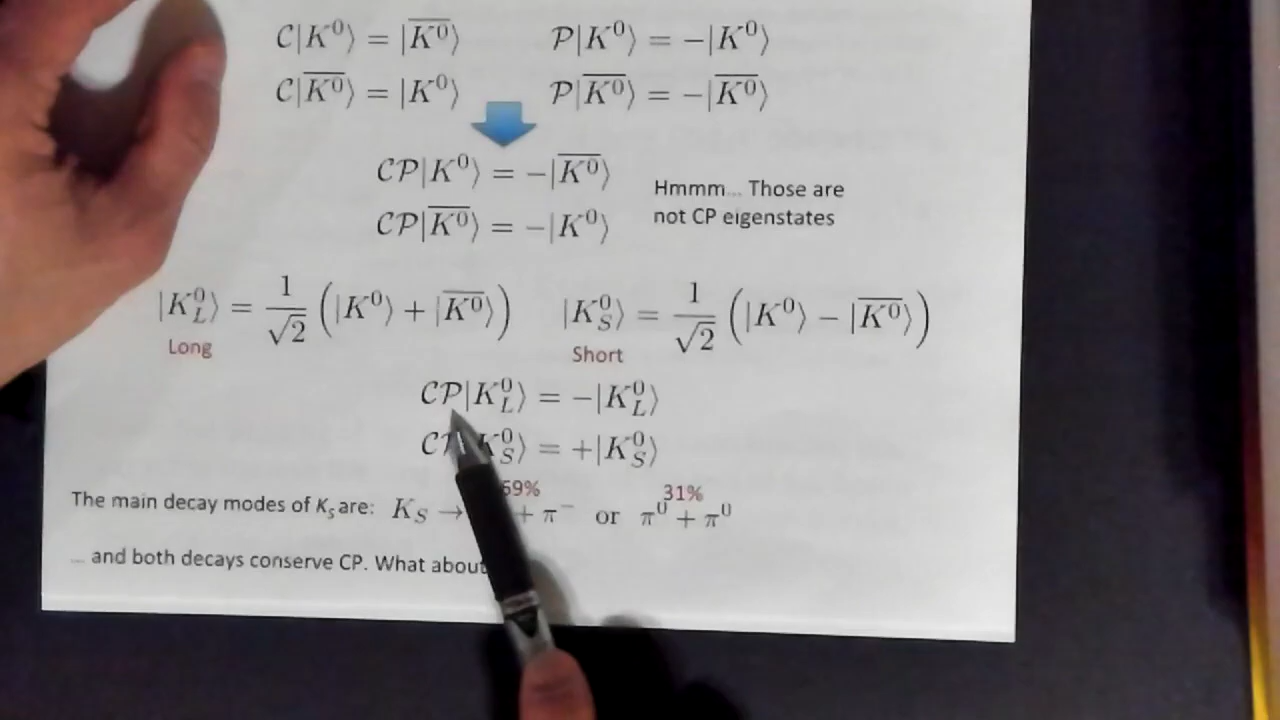 𝒞|K⁰⟩ = |K̅⁰⟩ 𝒫|K⁰⟩ = −|K⁰⟩
𝒞|K̅⁰⟩ = |K⁰⟩ 𝒫|K̅⁰⟩ = −|K̅⁰⟩
𝒞𝒫|K⁰⟩ = −|K̅⁰⟩
𝒞𝒫|K̅⁰⟩ = −|K⁰⟩
Hmmm... Those are
not CP eigenstates
|K⁰_L⟩ = 1/√2 (|K⁰⟩ + |K̅⁰⟩) |K⁰_S⟩ = 1/√2 (|K⁰⟩ − |K̅⁰⟩)
Long Short
𝒞𝒫|K⁰_L⟩ = −|K⁰_L⟩
𝒞 K⁰_S⟩ = +|K⁰_S⟩
69% 31%
The main decay modes of K_S are: K_S → + π⁻ or π⁰ + π⁰
... and both decays conserve CP. What about